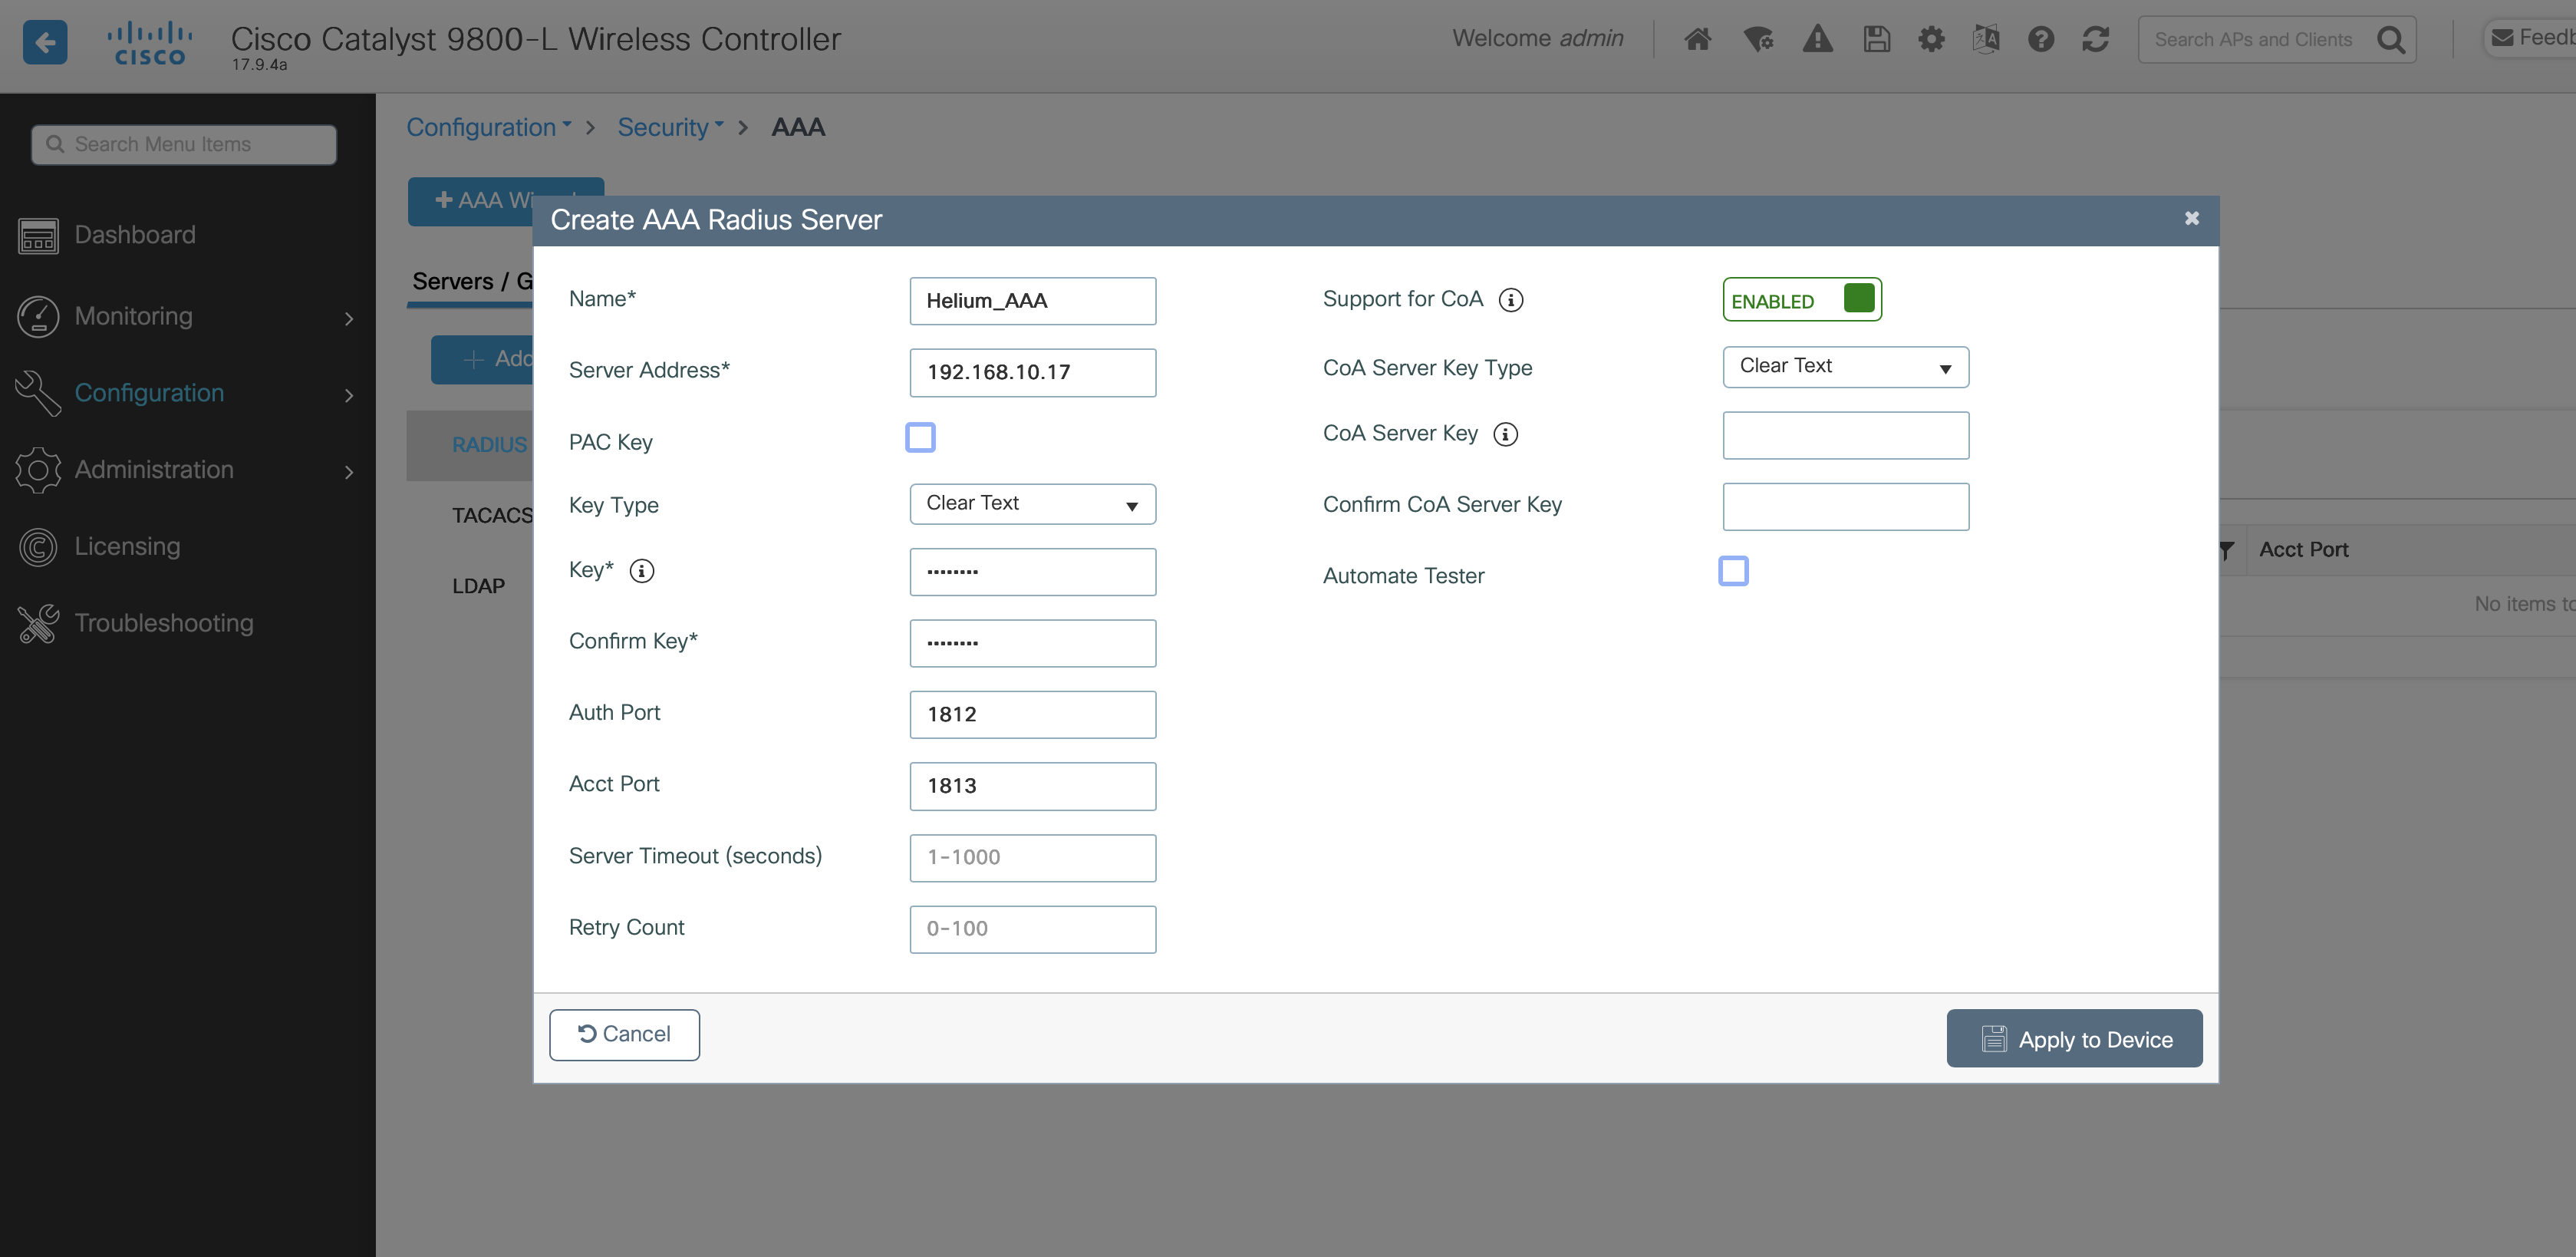 cisco
Cisco Catalyst 9800-L Wireless Controller
17.9.4a
Welcome admin
Search APs and Clients
Search Menu Items
Dashboard
Monitoring
Configuration
Administration
Licensing
Troubleshooting
Configuration > Security > AAA
AAA
Servers /
RADIUS
TACACS
LDAP
Acct Port
No items
Create AAA Radius Server
Name* Helium_AAA
Server Address* 192.168.10.17
PAC Key
Key Type Clear Text
Key* ········
Confirm Key* ········
Auth Port 1812
Acct Port 1813
Server Timeout (seconds) 1-1000
Retry Count 0-100
Support for CoA ENABLED
CoA Server Key Type Clear Text
CoA Server Key
Confirm CoA Server Key
Automate Tester
Cancel
Apply to Device